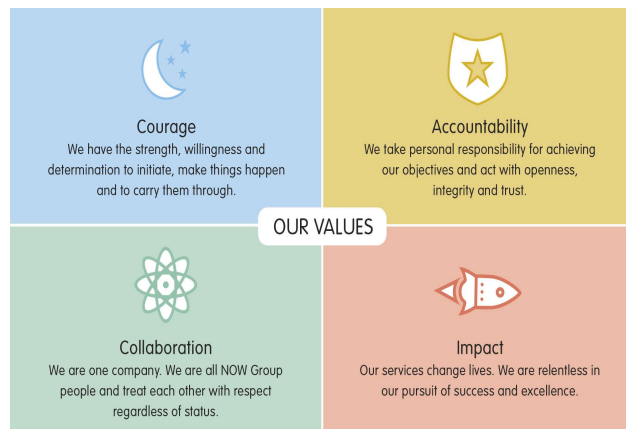 Courage
We have the strength, willingness and
determination to initiate, make things happen
and to carry them through.
Accountability
We take personal responsibility for achieving
our objectives and act with openness,
integrity and trust.
OUR VALUES
Collaboration
We are one company. We are all NOW Group
people and treat each other with respect
regardless of status.
Impact
Our services change lives. We are relentless in
our pursuit of success and excellence.